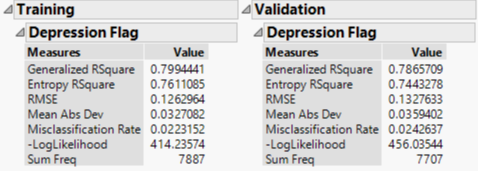 Training
Depression Flag
Measures Value
Generalized RSquare 0.7994441
Entropy RSquare 0.7611085
RMSE 0.1262964
Mean Abs Dev 0.0327082
Misclassification Rate 0.0223152
-LogLikelihood 414.23574
Sum Freq 7887
Validation
Depression Flag
Measures Value
Generalized RSquare 0.7865709
Entropy RSquare 0.7443278
RMSE 0.1327633
Mean Abs Dev 0.0359402
Misclassification Rate 0.0242637
-LogLikelihood 456.03544
Sum Freq 7707